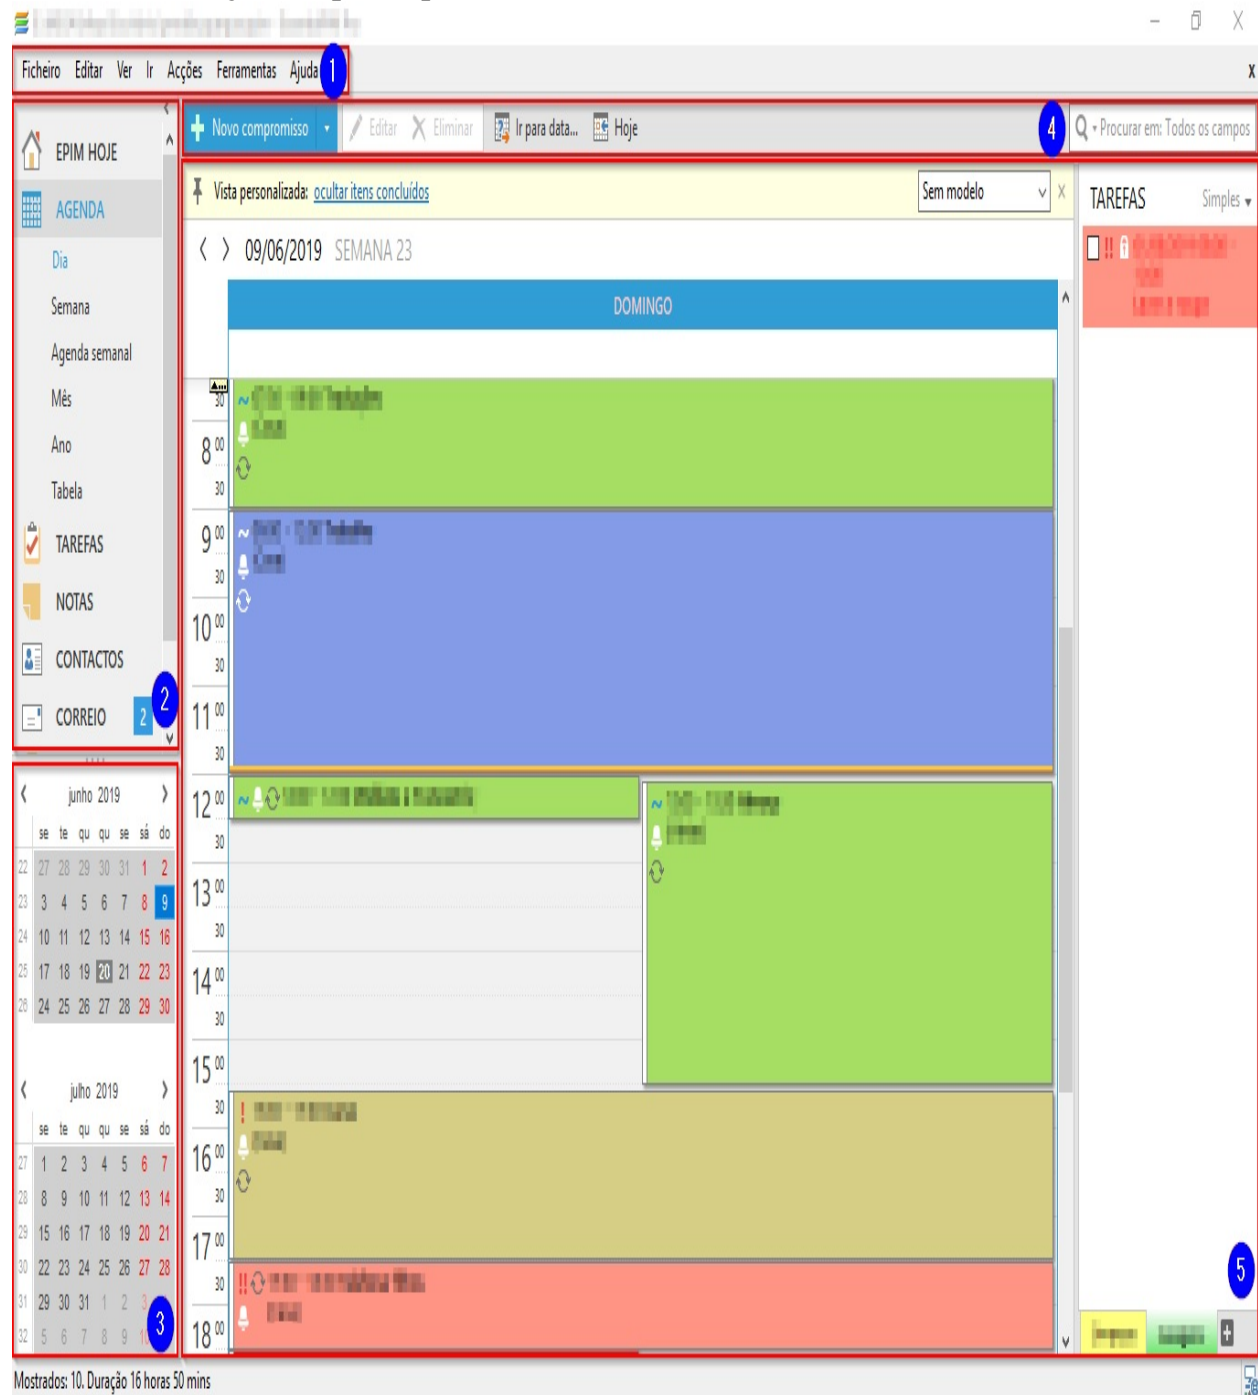 Ficheiro Editar Ver Ir Acções Ferramentas Ajuda 1
x
EPIM HOJE
AGENDA
Dia
Semana
Agenda semanal
Mês
Ano
Tabela
TAREFAS
NOTAS
CONTACTOS
CORREIO 2
2
junho 2019
se te qu qu se sá do
22 27 28 29 30 31 1 2
23 3 4 5 6 7 8 9
24 10 11 12 13 14 15 16
25 17 18 19 20 21 22 23
26 24 25 26 27 28 29 30
julho 2019
se te qu qu se sá do
27 1 2 3 4 5 6 7
28 8 9 10 11 12 13 14
29 15 16 17 18 19 20 21
30 22 23 24 25 26 27 28
31 29 30 31 1 2 3
32 5 6 7 8 9
3
Novo compromisso Editar Eliminar Ir para data... Hoje 4 Procurar em: Todos os campos
Vista personalizada: ocultar itens concluídos Sem modelo
09/06/2019 SEMANA 23
DOMINGO
30
8 00
30
9 00
30
10 00
30
11 00
30
12 00
30
13 00
30
14 00
30
15 00
30
16 00
30
17 00
30
18 00
TAREFAS Simples
5
Mostrados: 10. Duração 16 horas 50 mins